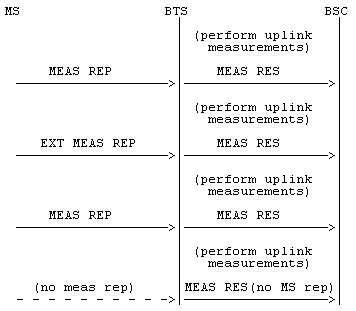 MS BTS BSC
(perform uplink
measurements)
MEAS REP MEAS RES
(perform uplink
measurements)
EXT MEAS REP MEAS RES
(perform uplink
measurements)
MEAS REP MEAS RES
(perform uplink
measurements)
(no meas rep) MEAS RES(no MS rep)